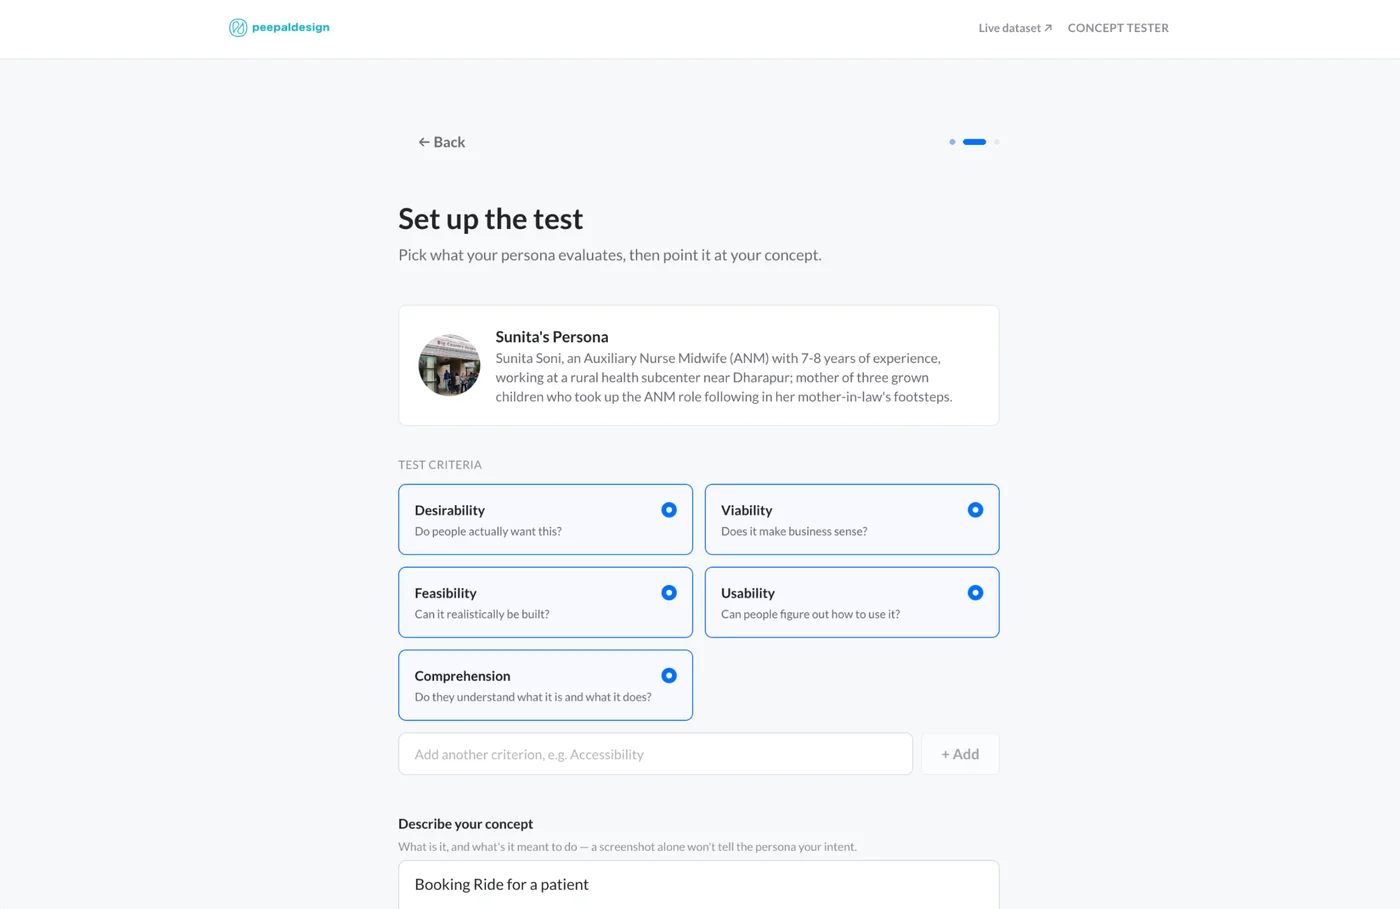 peepaldesign
Live dataset ↗ CONCEPT TESTER
← Back
Set up the test
Pick what your persona evaluates, then point it at your concept.
Sunita's Persona
Sunita Soni, an Auxiliary Nurse Midwife (ANM) with 7-8 years of experience,
working at a rural health subcenter near Dharapur; mother of three grown
children who took up the ANM role following in her mother-in-law's footsteps.
TEST CRITERIA
Desirability
Do people actually want this?
Viability
Does it make business sense?
Feasibility
Can it realistically be built?
Usability
Can people figure out how to use it?
Comprehension
Do they understand what it is and what it does?
Add another criterion, e.g. Accessibility
+ Add
Describe your concept
What is it, and what's it meant to do — a screenshot alone won't tell the persona your intent.
Booking Ride for a patient